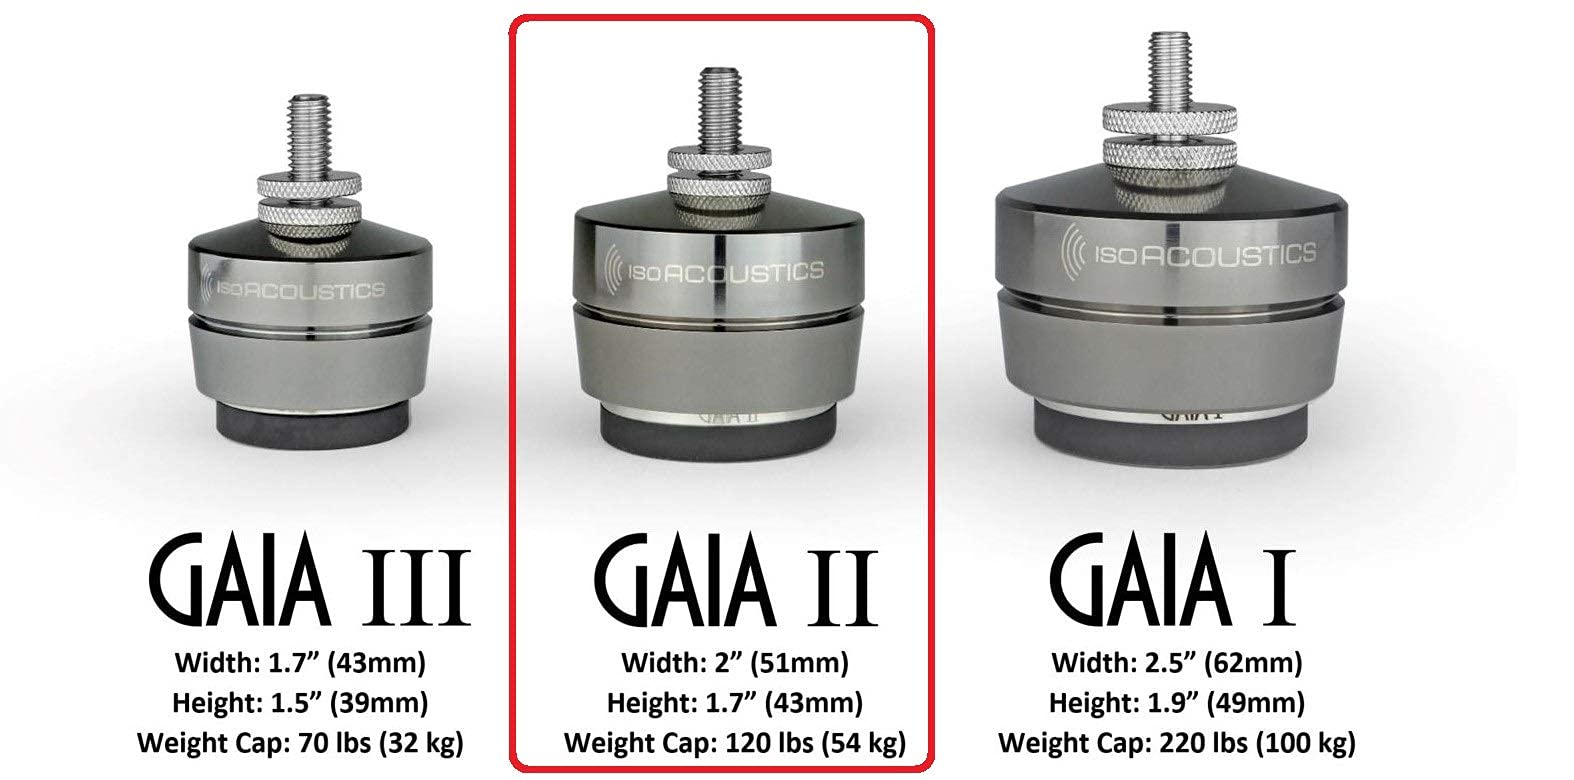 ISOACOUSTICS
ISOACOUSTICS
GAIA II
ISOACOUSTICS
GAIA I
GAIA III
Width: 1.7” (43mm)
Height: 1.5” (39mm)
Weight Cap: 70 lbs (32 kg)
GAIA II
Width: 2” (51mm)
Height: 1.7” (43mm)
Weight Cap: 120 lbs (54 kg)
GAIA I
Width: 2.5” (62mm)
Height: 1.9” (49mm)
Weight Cap: 220 lbs (100 kg)